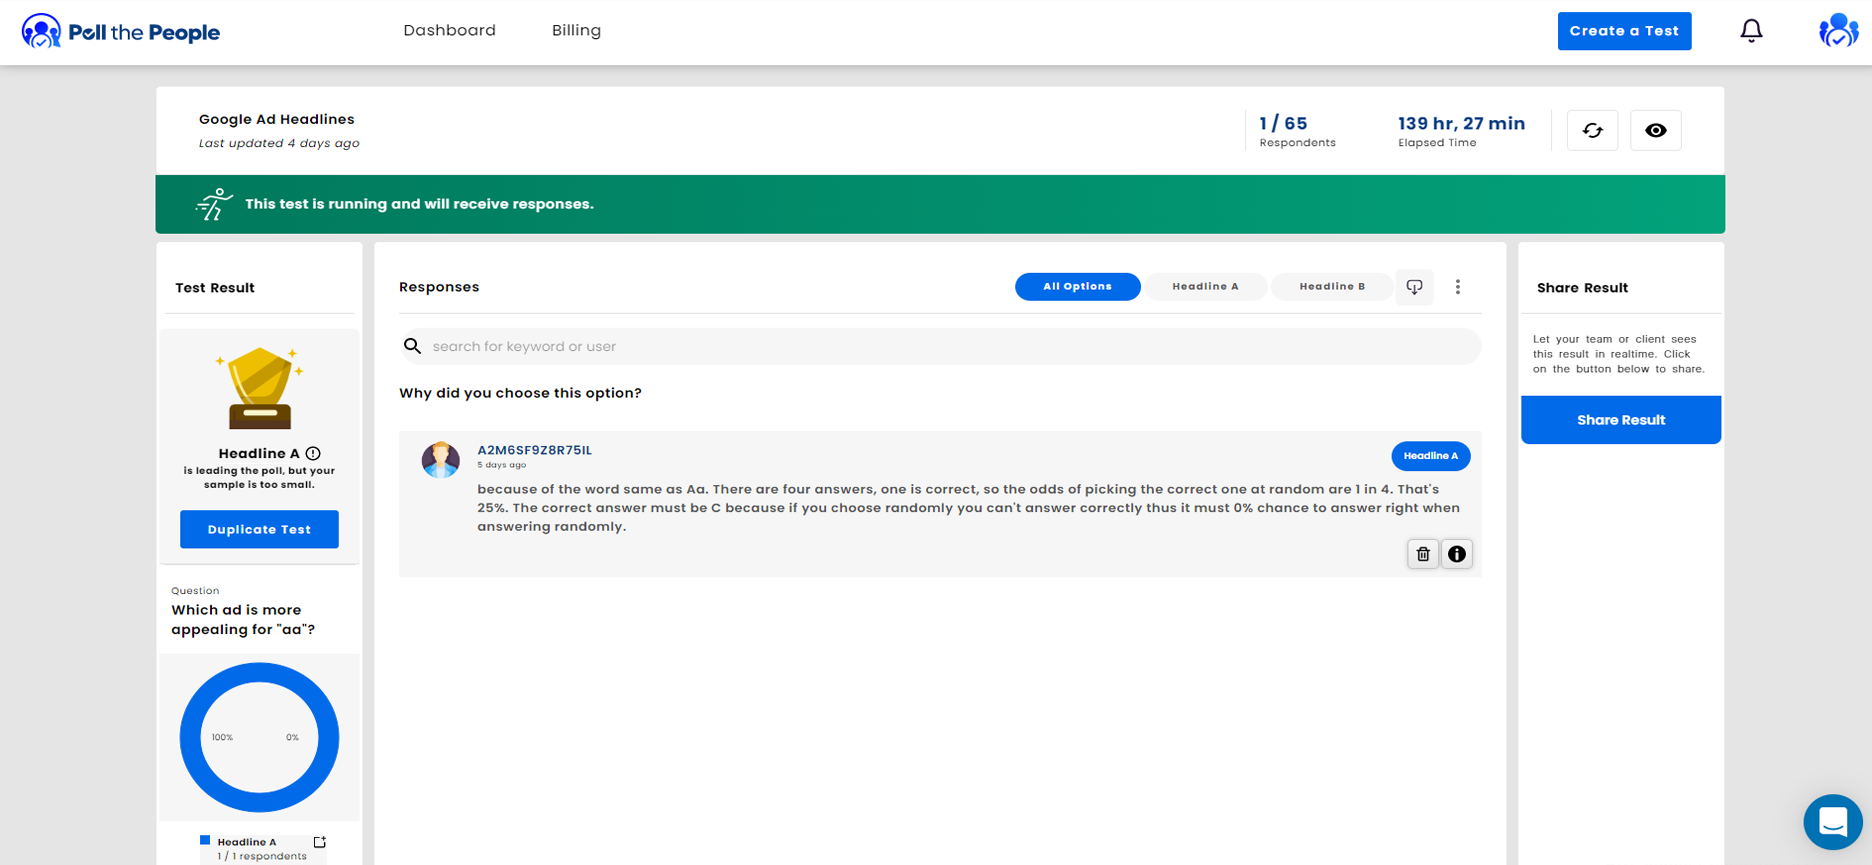 Poll the People
Dashboard
Billing
Create a Test
Google Ad Headlines
Last updated 4 days ago
1 / 65
Respondents
139 hr, 27 min
Elapsed Time
This test is running and will receive responses.
Test Result
Headline A
is leading the poll, but your
sample is too small.
Duplicate Test
Question
Which ad is more
appealing for "aa"?
100%
0%
Headline A
1 / 1 respondents
Responses
All Options
Headline A
Headline B
search for keyword or user
Why did you choose this option?
A2M6SF9Z8R75IL
5 days ago
Headline A
because of the word same as Aa. There are four answers, one is correct, so the odds of picking the correct one at random are 1 in 4. That's
25%. The correct answer must be C because if you choose randomly you can't answer correctly thus it must 0% chance to answer right when
answering randomly.
Share Result
Let your team or client sees
this result in realtime. Click
on the button below to share.
Share Result